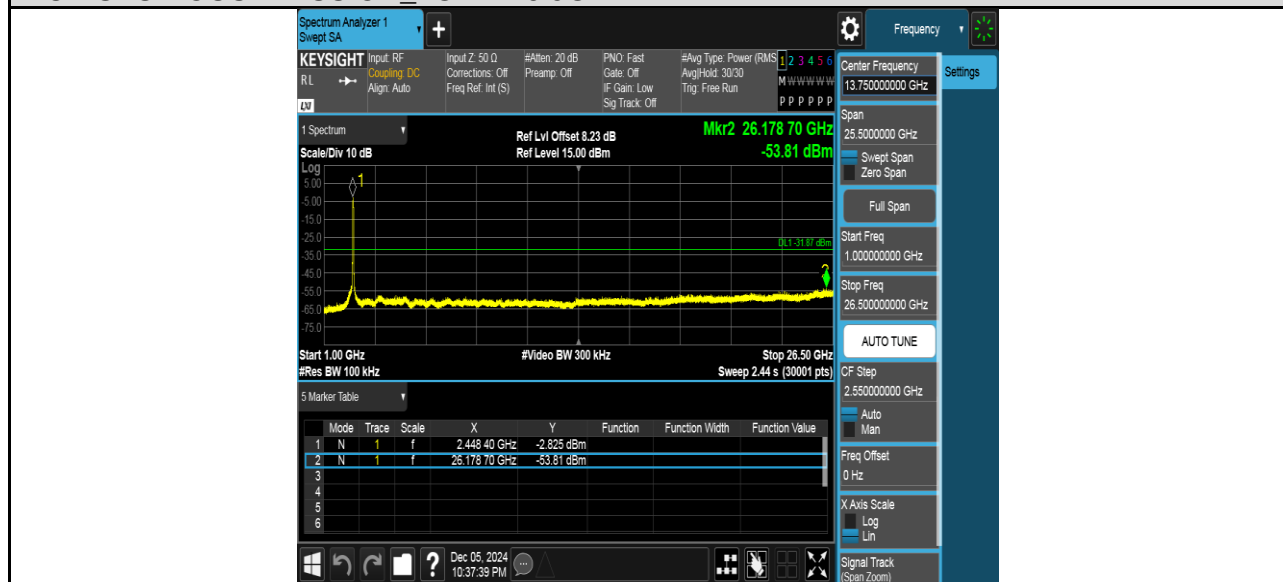 Spectrum Analyzer 1
Swept SA
+
Frequency
KEYSIGHT
RL
LXI
Input: RF
Coupling: DC
Align: Auto
Input Z: 50 Ω
Corrections: Off
Freq Ref: Int (S)
#Atten: 20 dB
Preamp: Off
PNO: Fast
Gate: Off
IF Gain: Low
Sig Track: Off
#Avg Type: Power (RMS
Avg|Hold: 30/30
Trig: Free Run
1 2 3 4 5 6
M W W W W W
P P P P P P
1 Spectrum
Scale/Div 10 dB
Ref Lvl Offset 8.23 dB
Ref Level 15.00 dBm
Mkr2 26.178 70 GHz
-53.81 dBm
Log
5.00
-5.00
-15.0
-25.0
-35.0
-45.0
-55.0
-65.0
-75.0
1
2
DL1 -31.87 dBm
Start 1.00 GHz
#Res BW 100 kHz
#Video BW 300 kHz
Stop 26.50 GHz
Sweep 2.44 s (30001 pts)
5 Marker Table
Mode Trace Scale X Y Function Function Width Function Value
1 N 1 f 2.448 40 GHz -2.825 dBm
2 N 1 f 26.178 70 GHz -53.81 dBm
3
4
5
6
?
Dec 05, 2024
10:37:39 PM
Center Frequency
13.750000000 GHz
Settings
Span
25.5000000 GHz
Swept Span
Zero Span
Full Span
Start Freq
1.000000000 GHz
Stop Freq
26.500000000 GHz
AUTO TUNE
CF Step
2.550000000 GHz
Auto
Man
Freq Offset
0 Hz
X Axis Scale
Log
Lin
Signal Track
(Span Zoom)